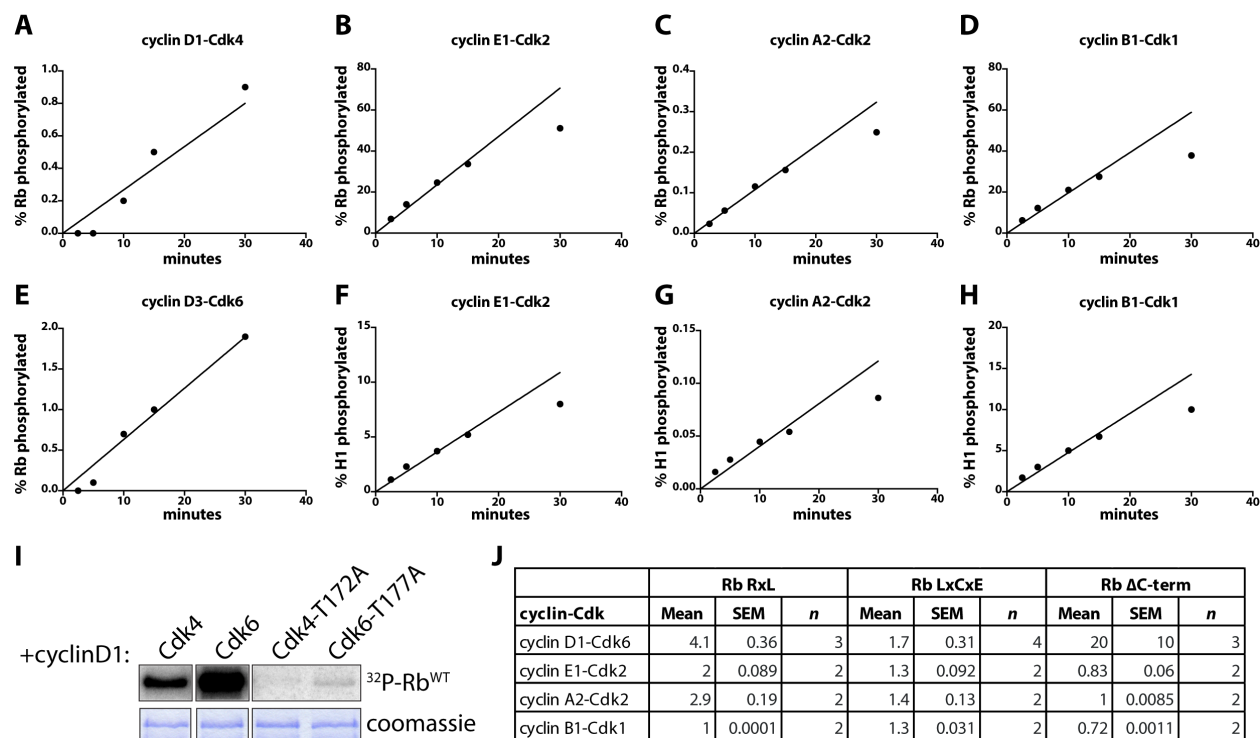 A
cyclin D1-Cdk4
% Rb phosphorylated
1.0
0.8
0.6
0.4
0.2
0.0
0 10 20 30 40
minutes
B
cyclin E1-Cdk2
% Rb phosphorylated
80
60
40
20
0
0 10 20 30 40
minutes
C
cyclin A2-Cdk2
% Rb phosphorylated
0.4
0.3
0.2
0.1
0.0
0 10 20 30 40
minutes
D
cyclin B1-Cdk1
% Rb phosphorylated
80
60
40
20
0
0 10 20 30 40
minutes
E
cyclin D3-Cdk6
% Rb phosphorylated
2.0
1.5
1.0
0.5
0.0
0 10 20 30 40
minutes
F
cyclin E1-Cdk2
% H1 phosphorylated
15
10
5
0
0 10 20 30 40
minutes
G
cyclin A2-Cdk2
% H1 phosphorylated
0.15
0.10
0.05
0.00
0 10 20 30 40
minutes
H
cyclin B1-Cdk1
% H1 phosphorylated
20
15
10
5
0
0 10 20 30 40
minutes
I
+cyclinD1: Cdk4 Cdk6 Cdk4-T172A Cdk6-T177A
32P-RbWT
coomassie
J
Rb RxL Rb LxCxE Rb ΔC-term
cyclin-Cdk Mean SEM n Mean SEM n Mean SEM n
cyclin D1-Cdk6 4.1 0.36 3 1.7 0.31 4 20 10 3
cyclin E1-Cdk2 2 0.089 2 1.3 0.092 2 0.83 0.06 2
cyclin A2-Cdk2 2.9 0.19 2 1.4 0.13 2 1 0.0085 2
cyclin B1-Cdk1 1 0.0001 2 1.3 0.031 2 0.72 0.0011 2